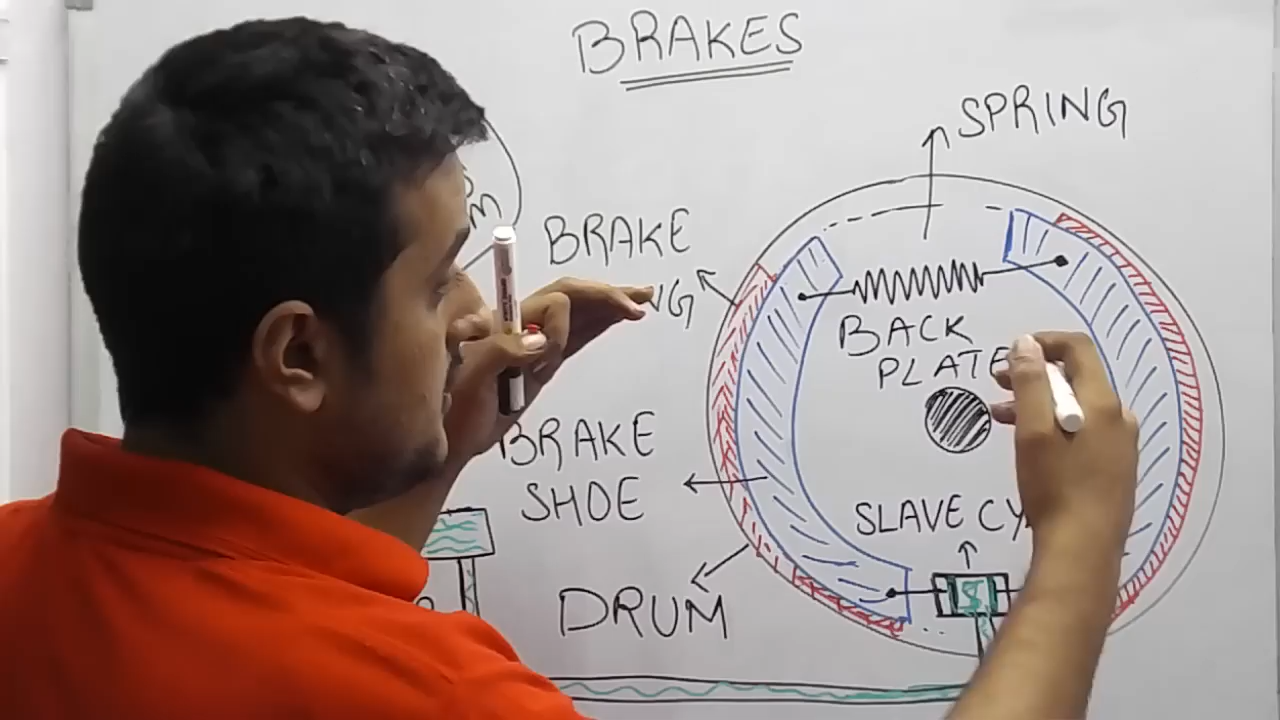 BRAKES
SPRING
BRAKE
BACK
PLATE
BRAKE
SHOE
SLAVE
DRUM